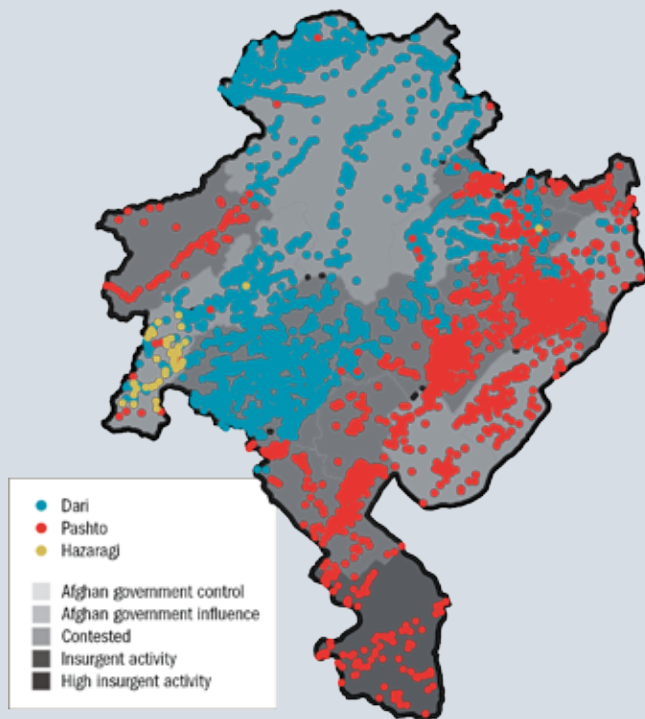 Dari
Pashto
Hazaragi
Afghan government control
Afghan government influence
Contested
Insurgent activity
High insurgent activity